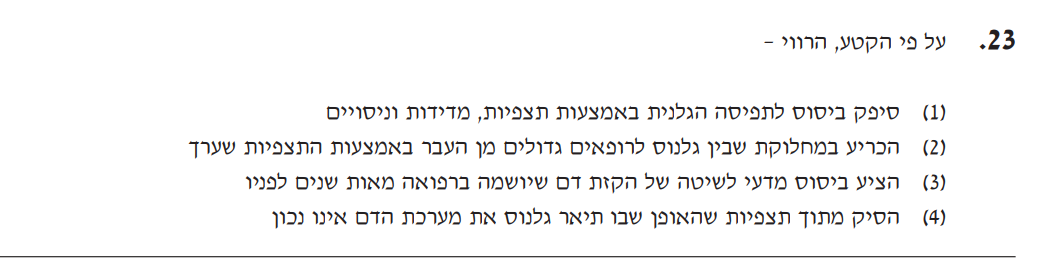 23. על פי הקטע, הרווי –
(1) סיפק ביסוס לתפיסה הגלנית באמצעות תצפיות, מדידות וניסויים
(2) הכריע במחלוקת שבין גלנוס לרופאים גדולים מן העבר באמצעות התצפיות שערך
(3) הציע ביסוס מדעי לשיטה של הקזת דם שיושמה ברפואה מאות שנים לפניו
(4) הסיק מתוך תצפיות שהאופן שבו תיאר גלנוס את מערכת הדם אינו נכון